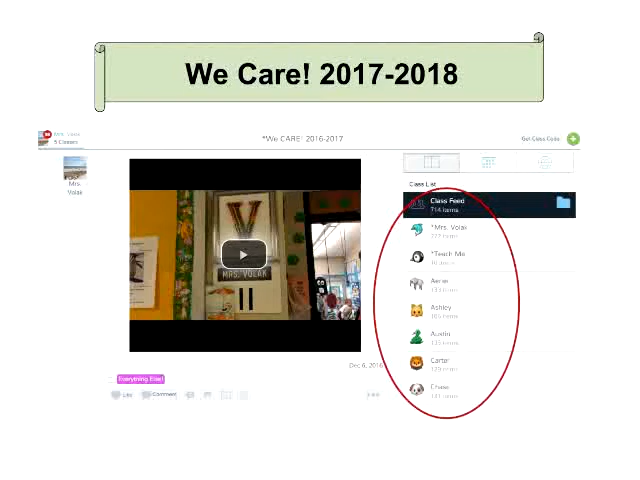 We Care! 2017-2018
Mrs. Volak
5 Classes
*We CARE! 2016-2017
Get Class Code
Mrs.
Volak
Class List
Class Feed
714 items
*Mrs. Volak
*Teach Me
V
MRS. VOLAK
11
Ashley
Austin
Carter
Chase
Dec 6, 2016
Everything Else!
Like
Comment